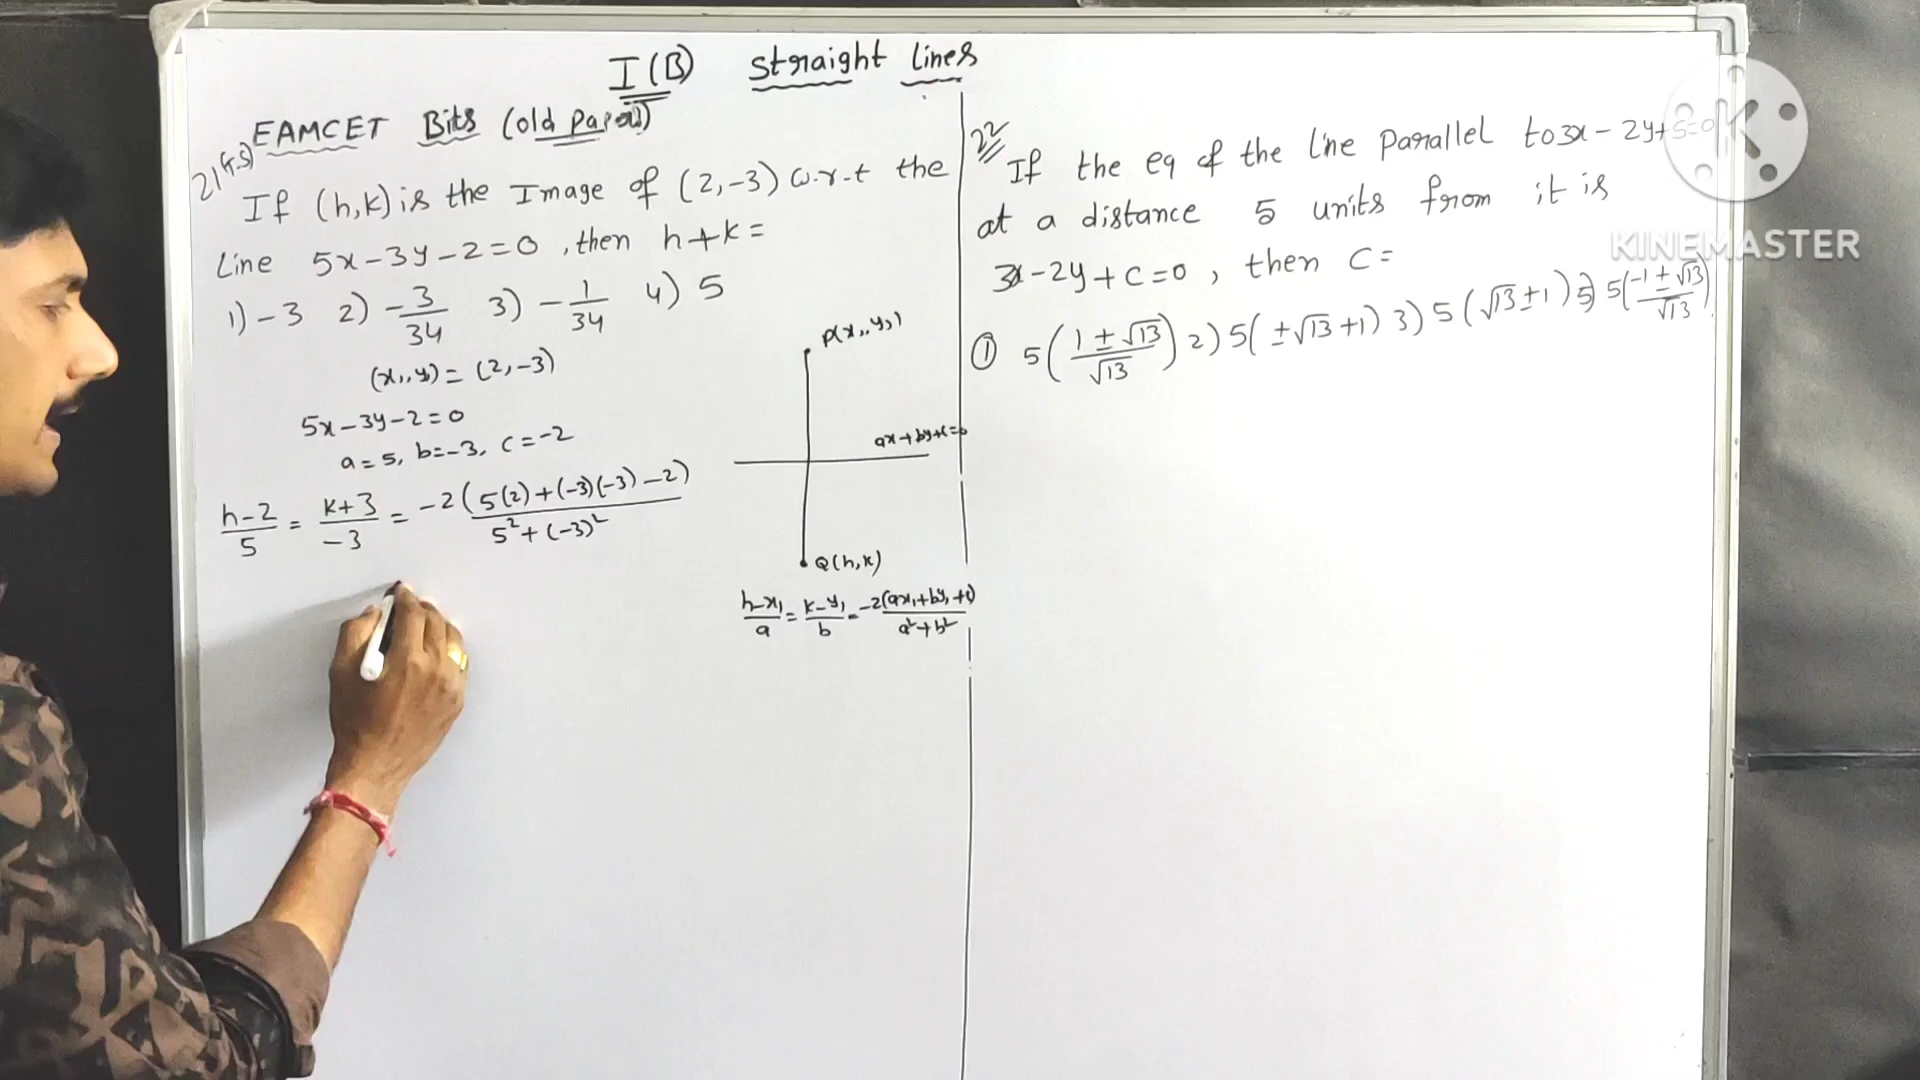 I(B) Straight Lines
EAMCET Bits (old Paper)
21(T.S)
If (h,k) is the Image of (2,-3) w.r.t the
Line 5x-3y-2=0, then h+k=
1) -3 2) -3/34 3) -1/34 4) 5
(x₁,y₁) = (2,-3)
5x-3y-2=0
a=5, b=-3, c=-2
h-2/5 = k+3/-3 = -2(5(2)+(-3)(-3)-2)/5²+(-3)²
P(x₁,y₁)
ax+by+c=0
Q(h,k)
h-x₁/a = k-y₁/b = -2(ax₁+by₁+c)/a²+b²
22
If the eq of the line parallel to 3x-2y+5=0
at a distance 5 units from it is
3x-2y+c=0, then c=
① 5(1±√13/√13) 2) 5(±√13+1) 3) 5(√13±1) 5(-1±√13/√13)
KINEMASTER